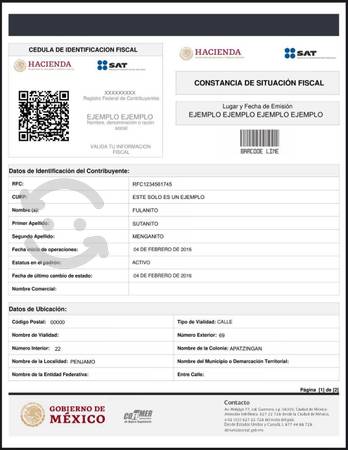 CEDULA DE IDENTIFICACION FISCAL
HACIENDA
SAT
XXXXXXXXX
Registro Federal de Contribuyentes
EJEMPLO EJEMPLO
Nombre, denominación o razón
social
VALIDA TU INFORMACION
FISCAL
HACIENDA
SAT
CONSTANCIA DE SITUACIÓN FISCAL
Lugar y Fecha de Emisión
EJEMPLO EJEMPLO EJEMPLO EJEMPLO
BARCODE LINE
Datos de Identificación del Contribuyente:
RFC: RFC1234561745
CURP: ESTE SOLO ES UN EJEMPLO
Nombre (s): FULANITO
Primer Apellido: SUTANITO
Segundo Apellido: MENGANITO
Fecha inicio de operaciones: 04 DE FEBRERO DE 2016
Estatus en el padrón: ACTIVO
Fecha de último cambio de estado: 04 DE FEBRERO DE 2016
Nombre Comercial:
Datos de Ubicación:
Código Postal: 00000 Tipo de Vialidad: CALLE
Nombre de Vialidad: Número Exterior: 69
Número Interior: 22 Nombre de la Colonia: APATZINGAN
Nombre de la Localidad: PENJAMO Nombre del Municipio o Demarcación Territorial:
Nombre de la Entidad Federativa: Entre Calle:
Página [1] de [2]
GOBIERNO DE
MÉXICO
Contacto